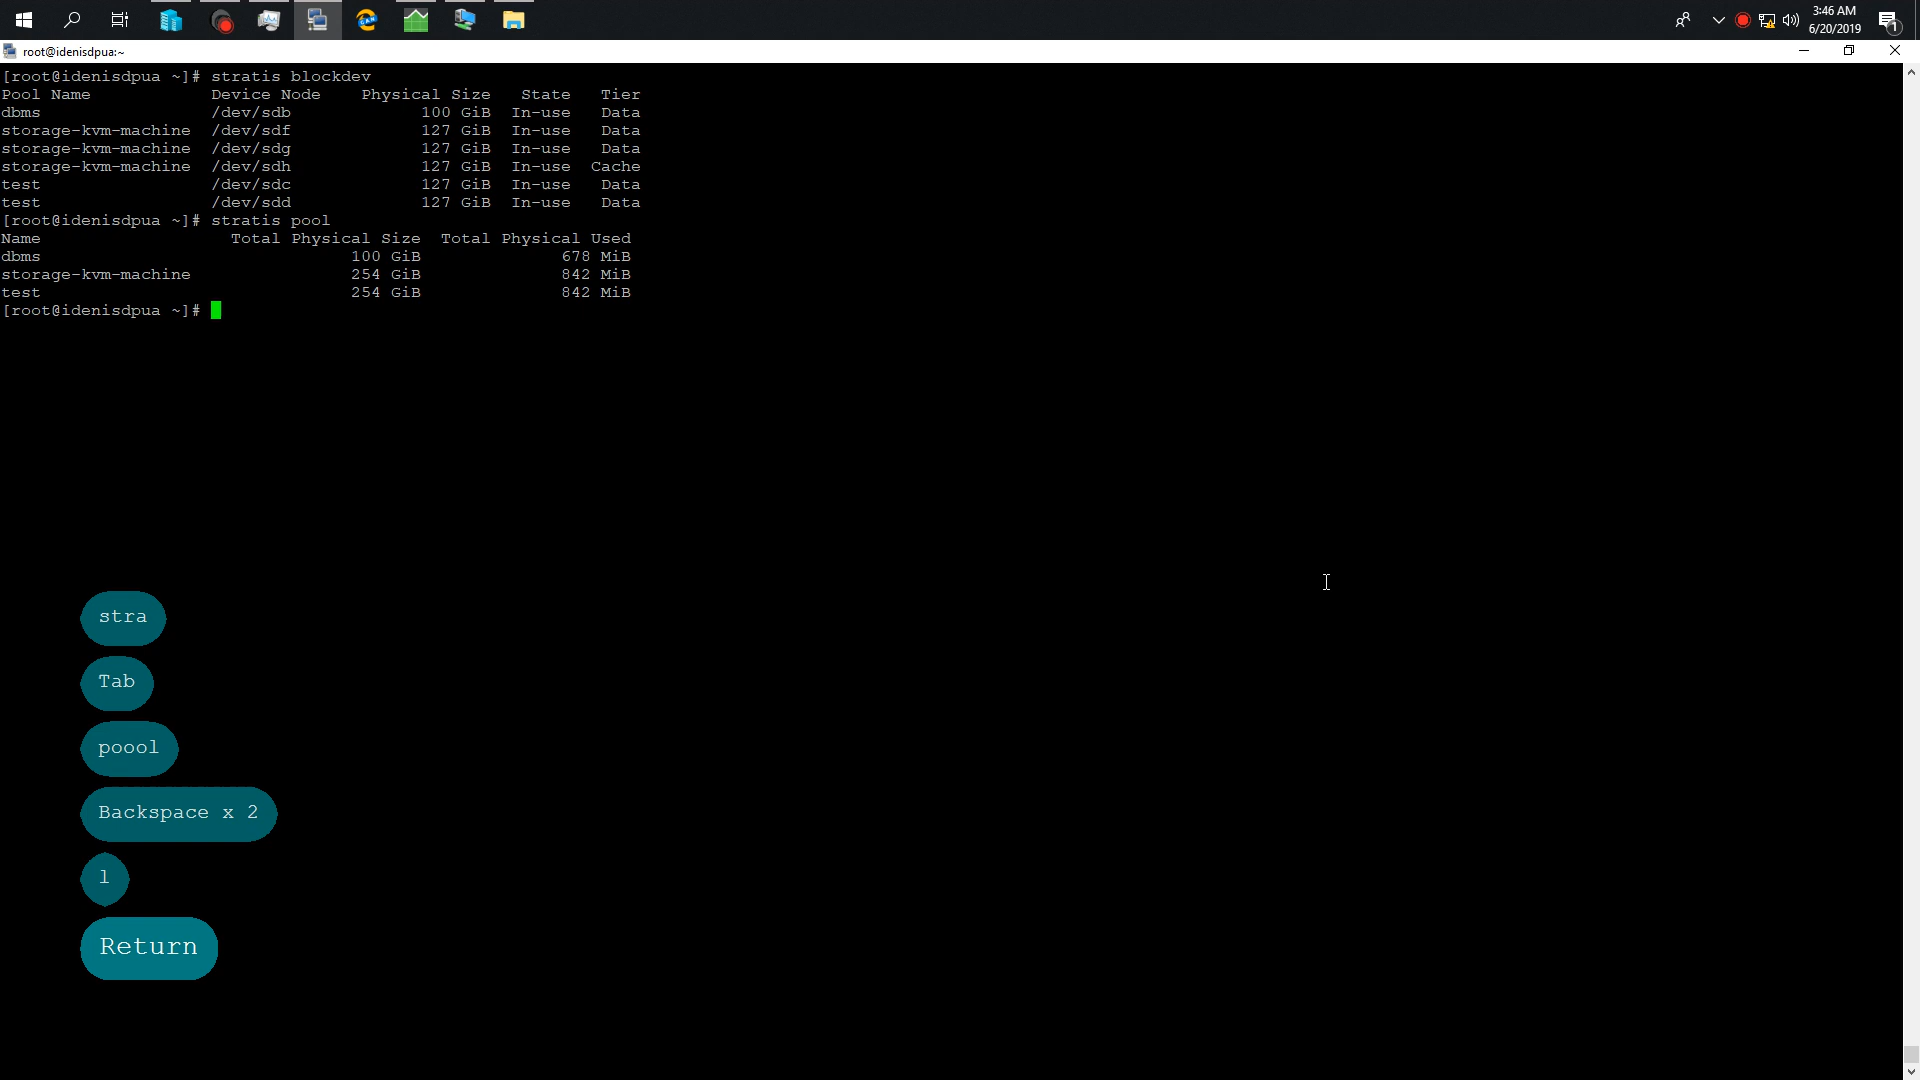 3:46 AM
6/20/2019
1
root@idenisdpua:~
[root@idenisdpua ~]# stratis blockdev
Pool Name            Device Node    Physical Size   State   Tier
dbms                 /dev/sdb             100 GiB  In-use   Data
storage-kvm-machine  /dev/sdf             127 GiB  In-use   Data
storage-kvm-machine  /dev/sdg             127 GiB  In-use   Data
storage-kvm-machine  /dev/sdh             127 GiB  In-use  Cache
test                 /dev/sdc             127 GiB  In-use   Data
test                 /dev/sdd             127 GiB  In-use   Data
[root@idenisdpua ~]# stratis pool
Name                   Total Physical Size  Total Physical Used
dbms                               100 GiB              678 MiB
storage-kvm-machine                254 GiB              842 MiB
test                               254 GiB              842 MiB
[root@idenisdpua ~]#
stra
Tab
poool
Backspace x 2
l
Return